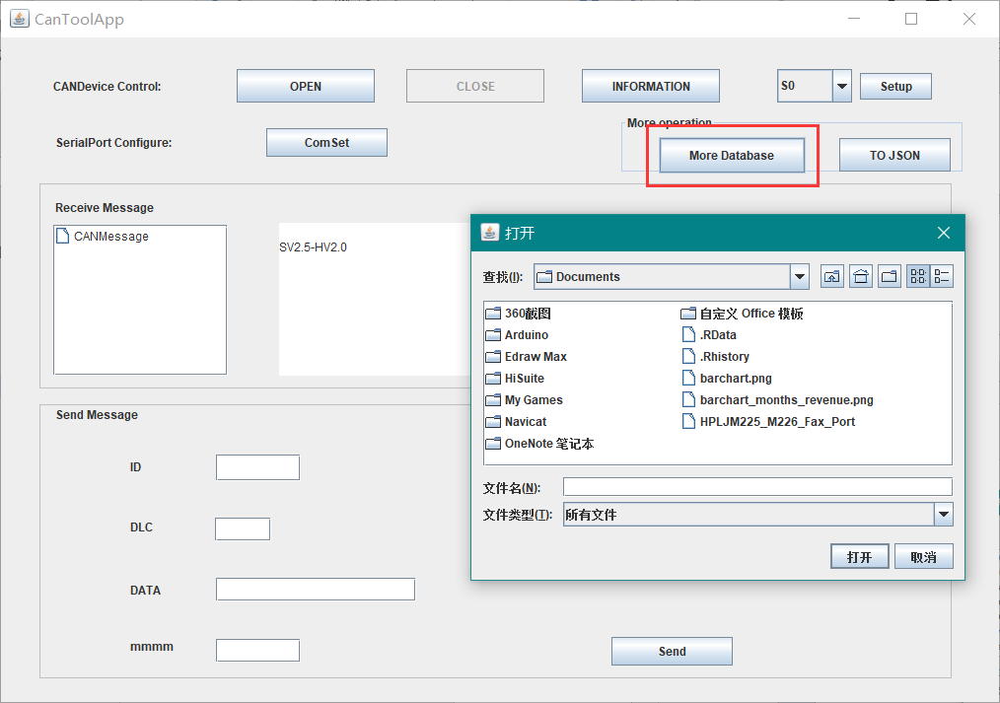 CanToolApp
CANDevice Control:
OPEN
CLOSE
INFORMATION
S0
Setup
SerialPort Configure:
ComSet
More operation
More Database
TO JSON
Receive Message
CANMessage
SV2.5-HV2.0
打开
查找(I):
Documents
360截图
Arduino
Edraw Max
HiSuite
My Games
Navicat
OneNote 笔记本
自定义 Office 模板
.RData
.Rhistory
barchart.png
barchart_months_revenue.png
HPLJM225_M226_Fax_Port
文件名(N):
文件类型(T):
所有文件
打开
取消
Send Message
ID
DLC
DATA
mmmm
Send